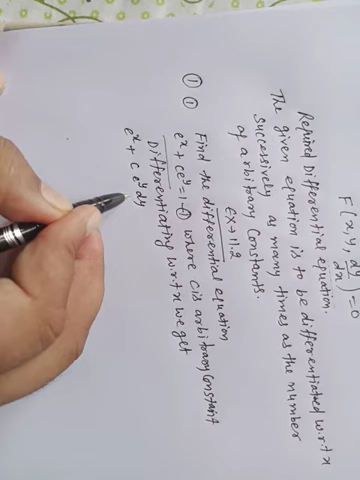 F(x, y, dy/dx) = 0
Required Differential equation.
The given equation is to be differentiated w.r.t x
Successively as many times as the number
of arbitrary Constants.
Ex 11.2
① ① Find the differential equation
e^x + ce^y = 1 -① where c is arbitrary constant
Differentiating w.r.t x we get
e^x + c e^y dy